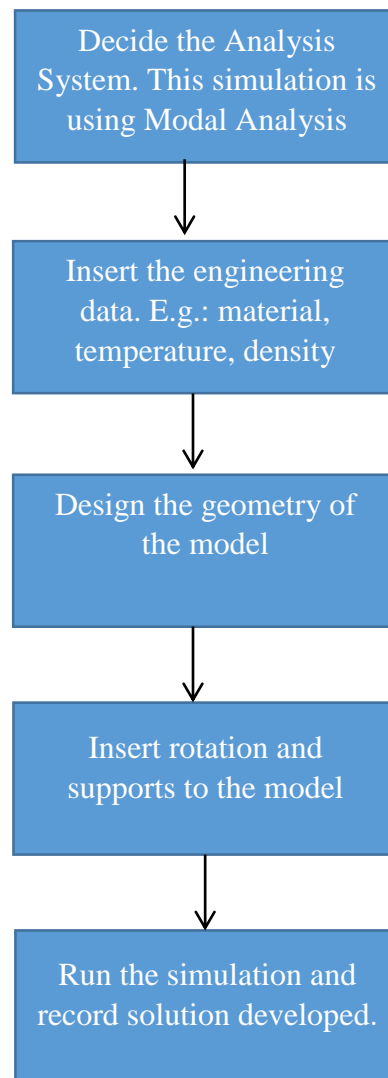 Decide the Analysis
System. This simulation is
using Modal Analysis
Insert the engineering
data. E.g.: material,
temperature, density
Design the geometry of
the model
Insert rotation and
supports to the model
Run the simulation and
record solution developed.